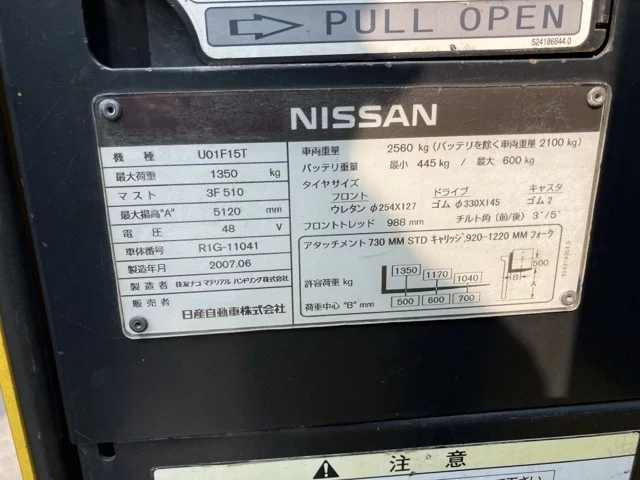 PULL OPEN
524186644.0
NISSAN
機 種 U01F15T
最大荷重 1350 kg
マスト 3F510
最大揚高"A" 5120 mm
電 圧 48 v
車体番号 R1G-11041
製造年月 2007.06
製造者 住友ナコ マテリアル ハンドリング株式会社
販売者 日産自動車株式会社
車両重量 2560 kg (バッテリを除く車両重量 2100 kg)
バッテリ重量 最小 445 kg / 最大 600 kg
タイヤサイズ
フロント ドライブ キャスタ
ウレタン φ254X127 ゴム φ330X145 ゴム 2
フロントトレッド 988 mm チルト角 (前/後) 3°/5°
アタッチメント 730 MM STD キャリッジ,920-1220 MM フォーク
許容荷重 kg 1350 1170 1040
荷重中心 "B" mm 500 600 700
500
B
A
注 意